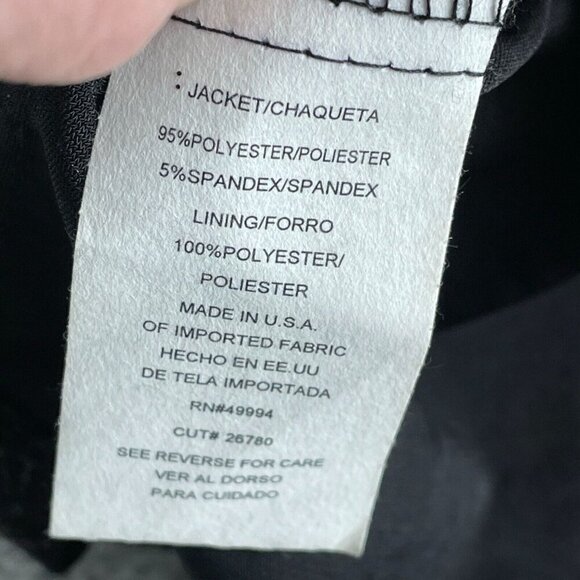 : JACKET/CHAQUETA
95%POLYESTER/POLIESTER
5%SPANDEX/SPANDEX
LINING/FORRO
100%POLYESTER/
POLIESTER
MADE IN U.S.A.
OF IMPORTED FABRIC
HECHO EN EE.UU
DE TELA IMPORTADA
RN#49994
CUT# 26780
SEE REVERSE FOR CARE
VER AL DORSO
PARA CUIDADO